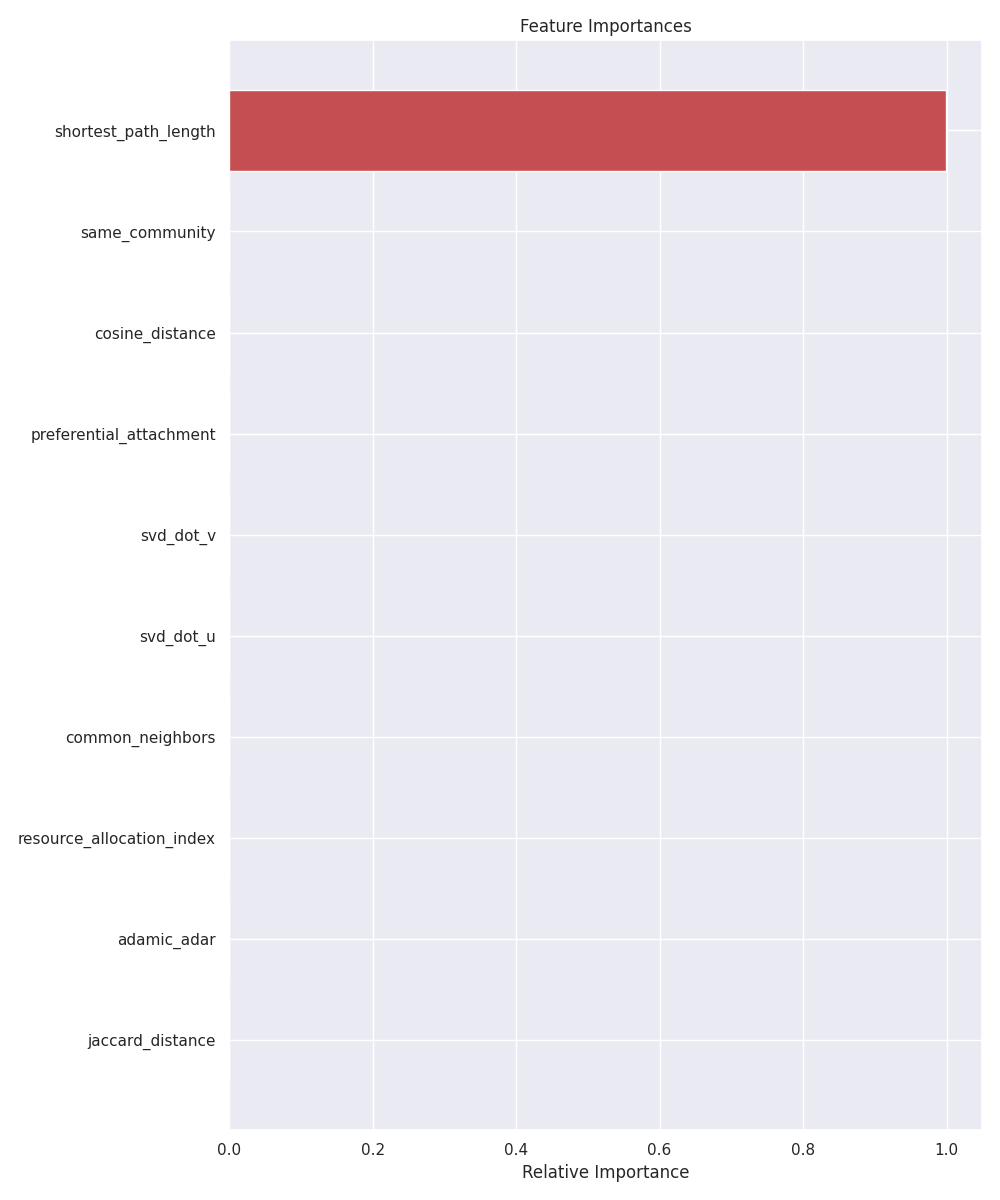 Feature Importances
shortest_path_length
same_community
cosine_distance
preferential_attachment
svd_dot_v
svd_dot_u
common_neighbors
resource_allocation_index
adamic_adar
jaccard_distance
0.0 0.2 0.4 0.6 0.8 1.0
Relative Importance